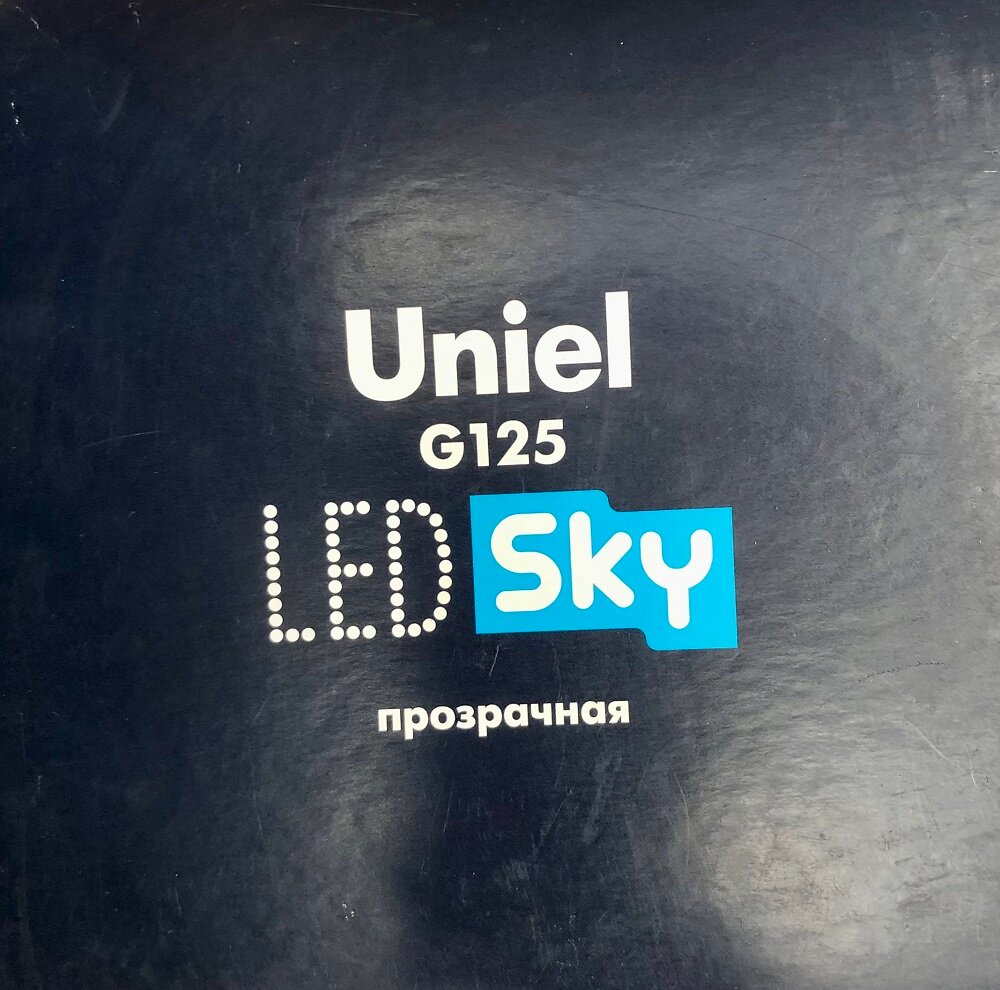 Uniel
G125
LED Sky
прозрачная